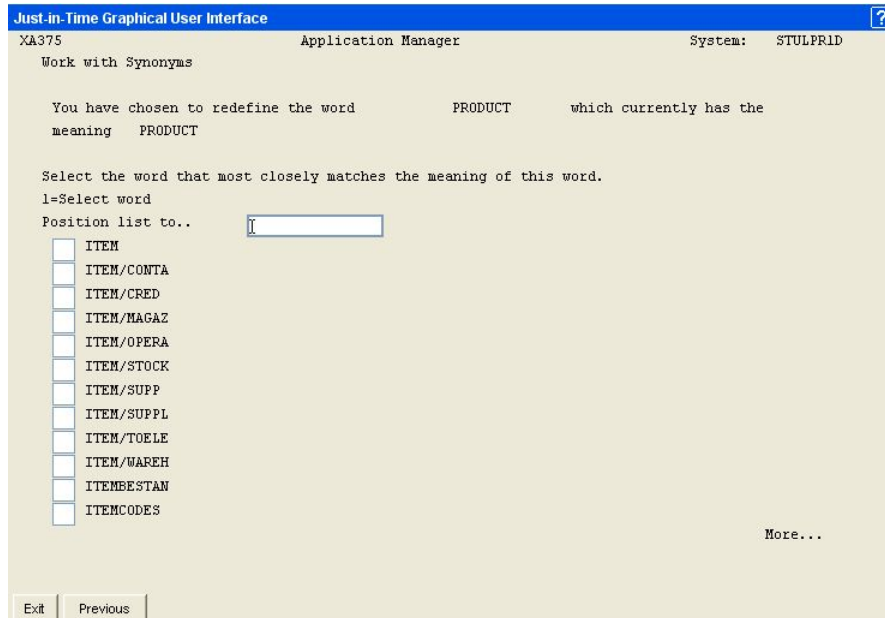 Just-in-Time Graphical User Interface ?
XA375 Application Manager System: STULPR1D
Work with Synonyms
You have chosen to redefine the word PRODUCT which currently has the
meaning PRODUCT
Select the word that most closely matches the meaning of this word.
1=Select word
Position list to..
ITEM
ITEM/CONTA
ITEM/CRED
ITEM/MAGAZ
ITEM/OPERA
ITEM/STOCK
ITEM/SUPP
ITEM/SUPPL
ITEM/TOELE
ITEM/WAREH
ITEMBESTAN
ITEMCODES
More...
Exit Previous